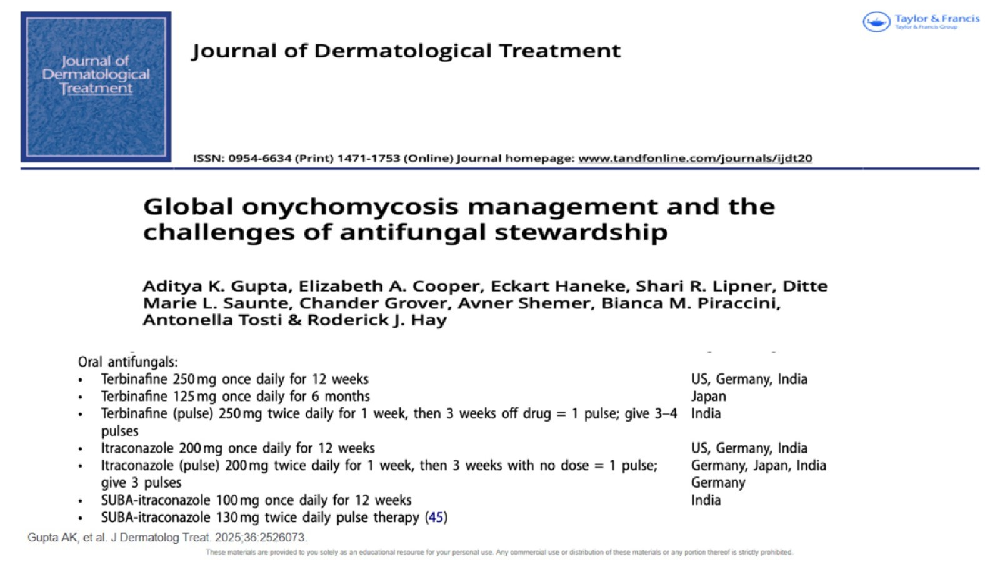 Journal of
Dermatological
Treatment
Taylor & Francis
Taylor & Francis Group
Journal of Dermatological Treatment
ISSN: 0954-6634 (Print) 1471-1753 (Online) Journal homepage: www.tandfonline.com/journals/ijdt20
Global onychomycosis management and the
challenges of antifungal stewardship
Aditya K. Gupta, Elizabeth A. Cooper, Eckart Haneke, Shari R. Lipner, Ditte
Marie L. Saunte, Chander Grover, Avner Shemer, Bianca M. Piraccini,
Antonella Tosti & Roderick J. Hay
Oral antifungals:
• Terbinafine 250 mg once daily for 12 weeks US, Germany, India
• Terbinafine 125 mg once daily for 6 months Japan
• Terbinafine (pulse) 250 mg twice daily for 1 week, then 3 weeks off drug = 1 pulse; give 3–4 India
pulses
• Itraconazole 200 mg once daily for 12 weeks US, Germany, India
• Itraconazole (pulse) 200 mg twice daily for 1 week, then 3 weeks with no dose = 1 pulse; Germany, Japan, India
give 3 pulses Germany
• SUBA-itraconazole 100 mg once daily for 12 weeks India
• SUBA-itraconazole 130 mg twice daily pulse therapy (45)
Gupta AK, et al. J Dermatolog Treat. 2025;36:2526073.
These materials are provided to you solely as an educational resource for your personal use. Any commercial use or distribution of these materials or any portion thereof is strictly prohibited.